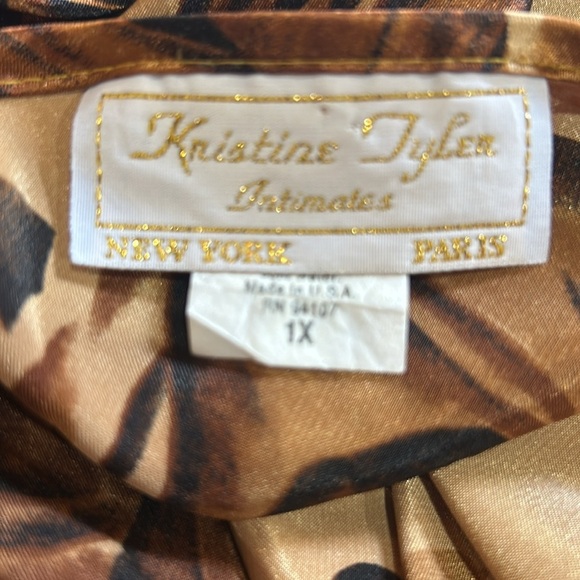 Kristine Tyler
Intimates
NEW YORK PARIS
Made in U.S.A.
RN 94107
1X